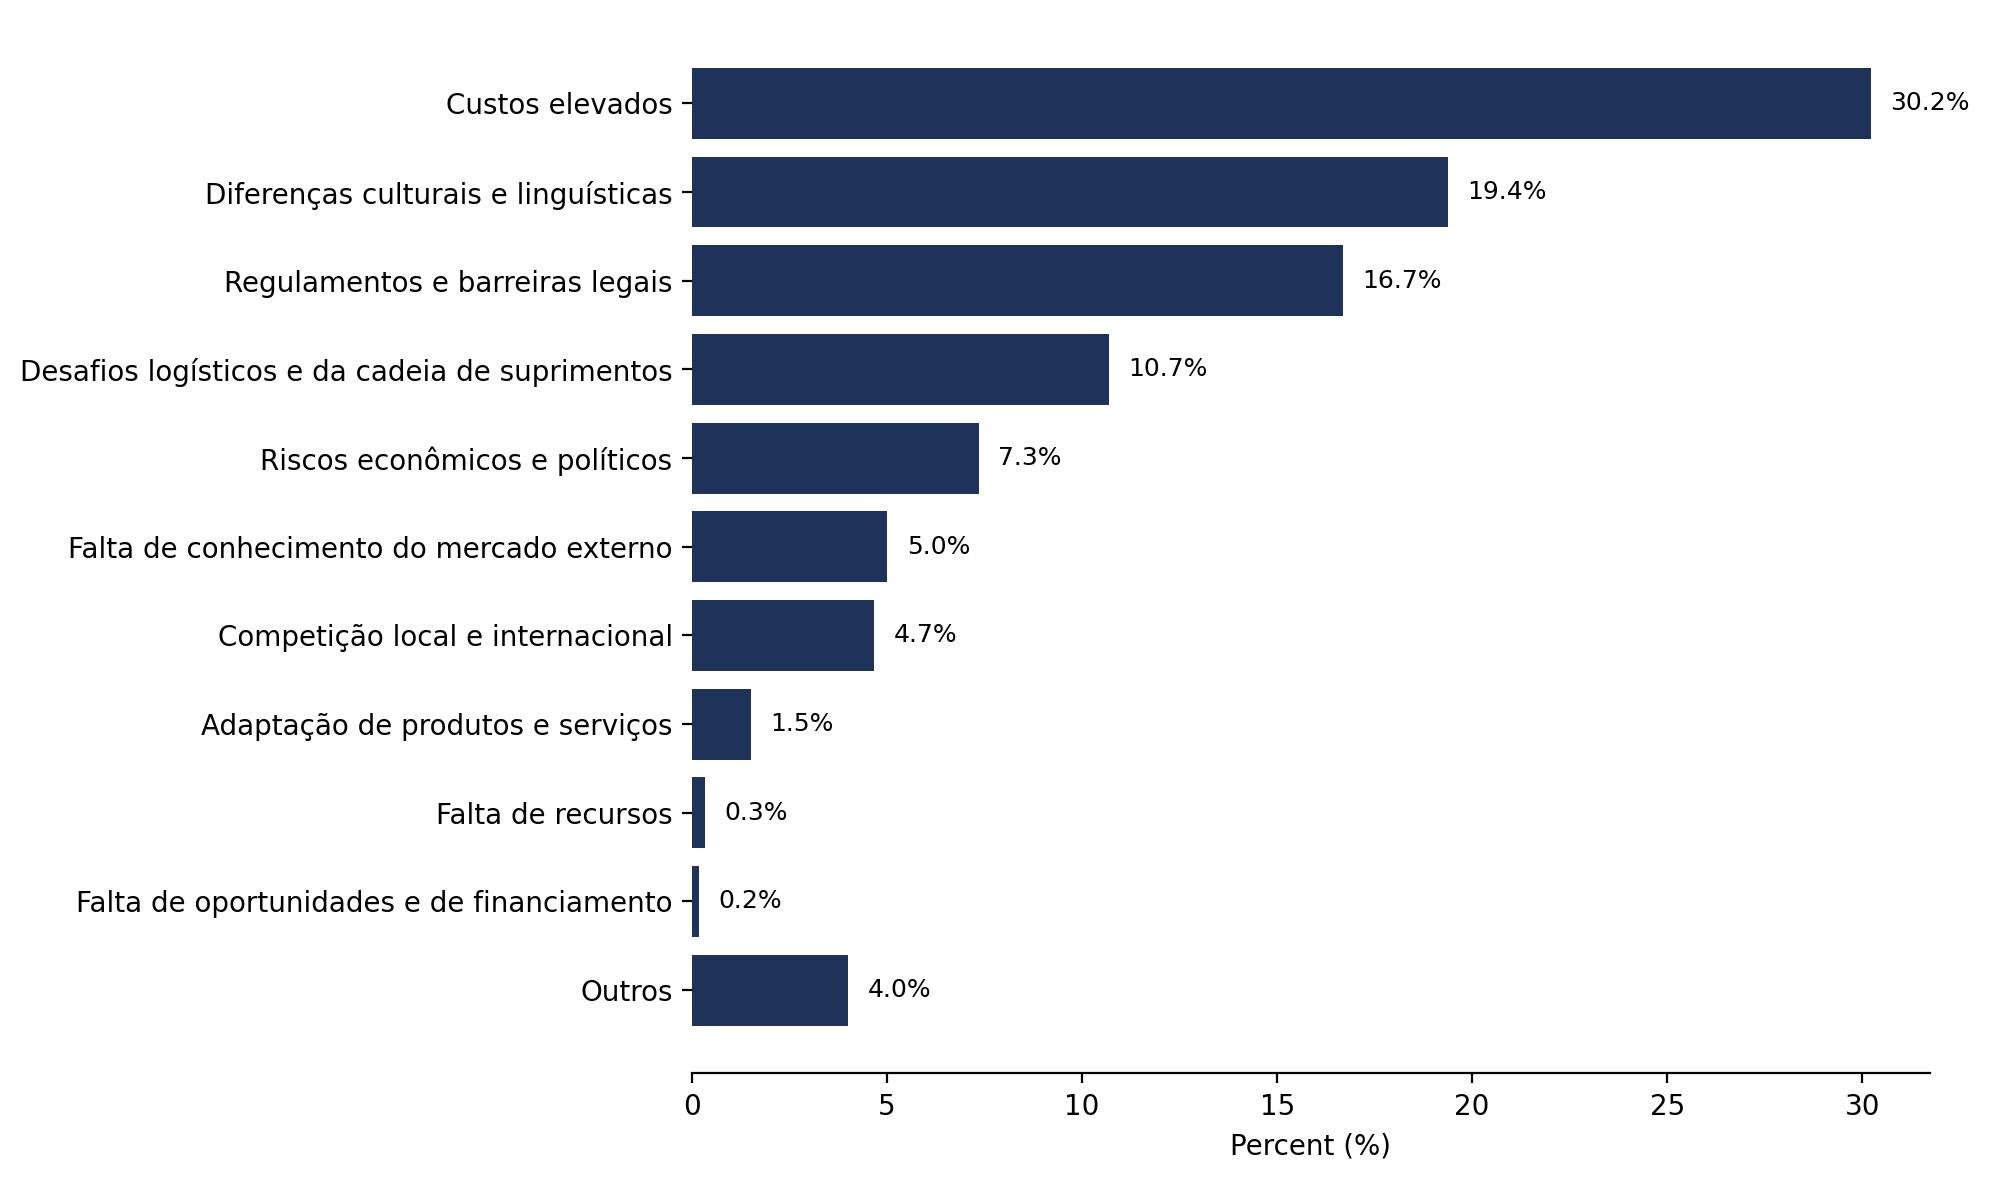 Custos elevados 30.2%
Diferenças culturais e linguísticas 19.4%
Regulamentos e barreiras legais 16.7%
Desafios logísticos e da cadeia de suprimentos 10.7%
Riscos econômicos e políticos 7.3%
Falta de conhecimento do mercado externo 5.0%
Competição local e internacional 4.7%
Adaptação de produtos e serviços 1.5%
Falta de recursos 0.3%
Falta de oportunidades e de financiamento 0.2%
Outros 4.0%
0 5 10 15 20 25 30
Percent (%)